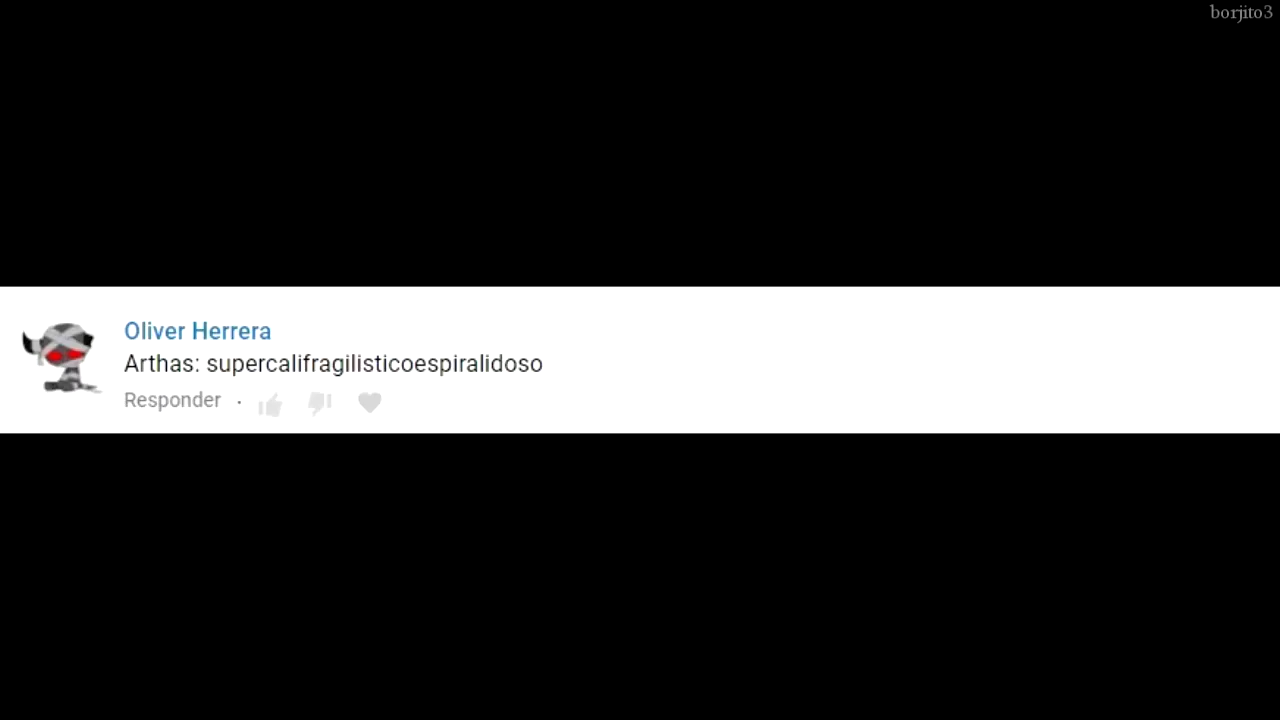 borjito3
Oliver Herrera
Arthas: supercalifragilisticoespiralidoso
Responder ·